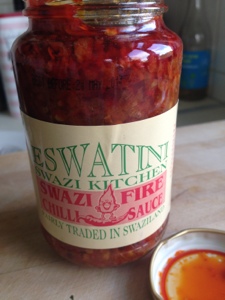 ESWATINI
SWAZI KITCHEN
SWAZI FIRE
CHILLI SAUCE
TRADED IN SWAZILAND